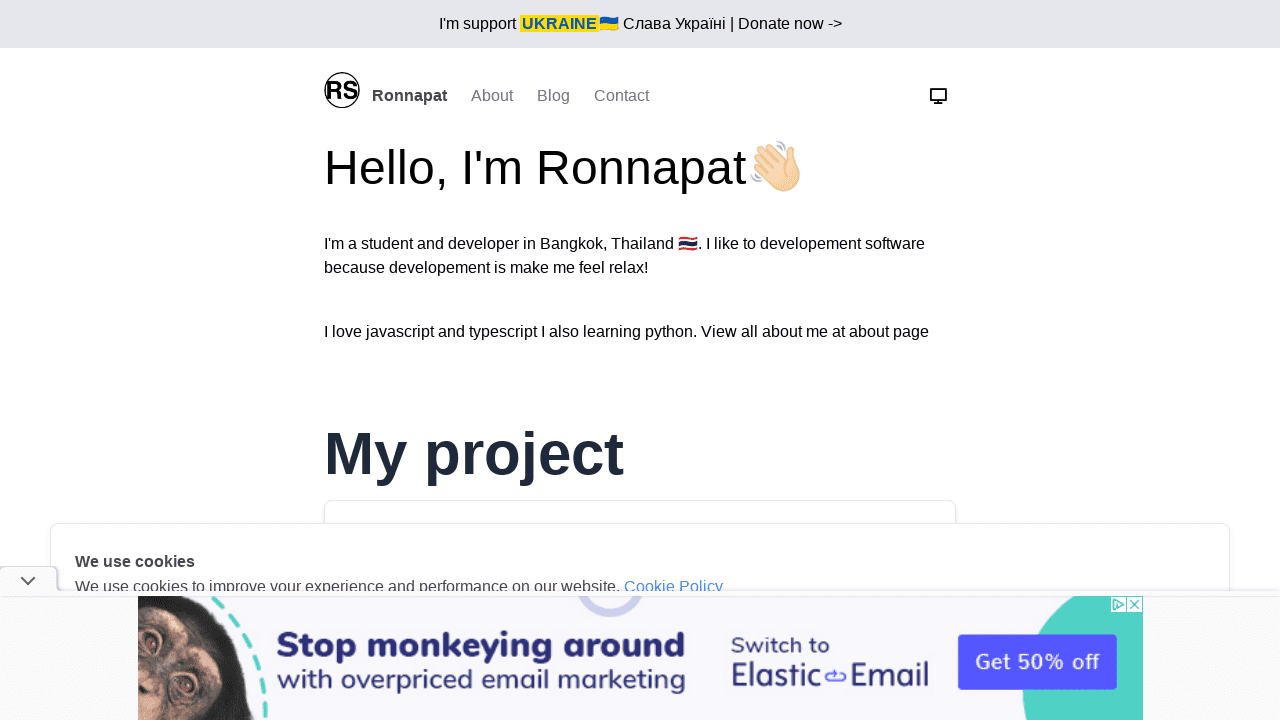 I'm support UKRAINE🇺🇦 Слава Україні | Donate now ->
RS Ronnapat About Blog Contact
Hello, I'm Ronnapat👋🏻
I'm a student and developer in Bangkok, Thailand 🇹🇭. I like to developement software
because developement is make me feel relax!
I love javascript and typescript I also learning python. View all about me at about page
My project
We use cookies
We use cookies to improve your experience and performance on our website. Cookie Policy
Stop monkeying around
with overpriced email marketing
Switch to
Elastic Email
Get 50% off